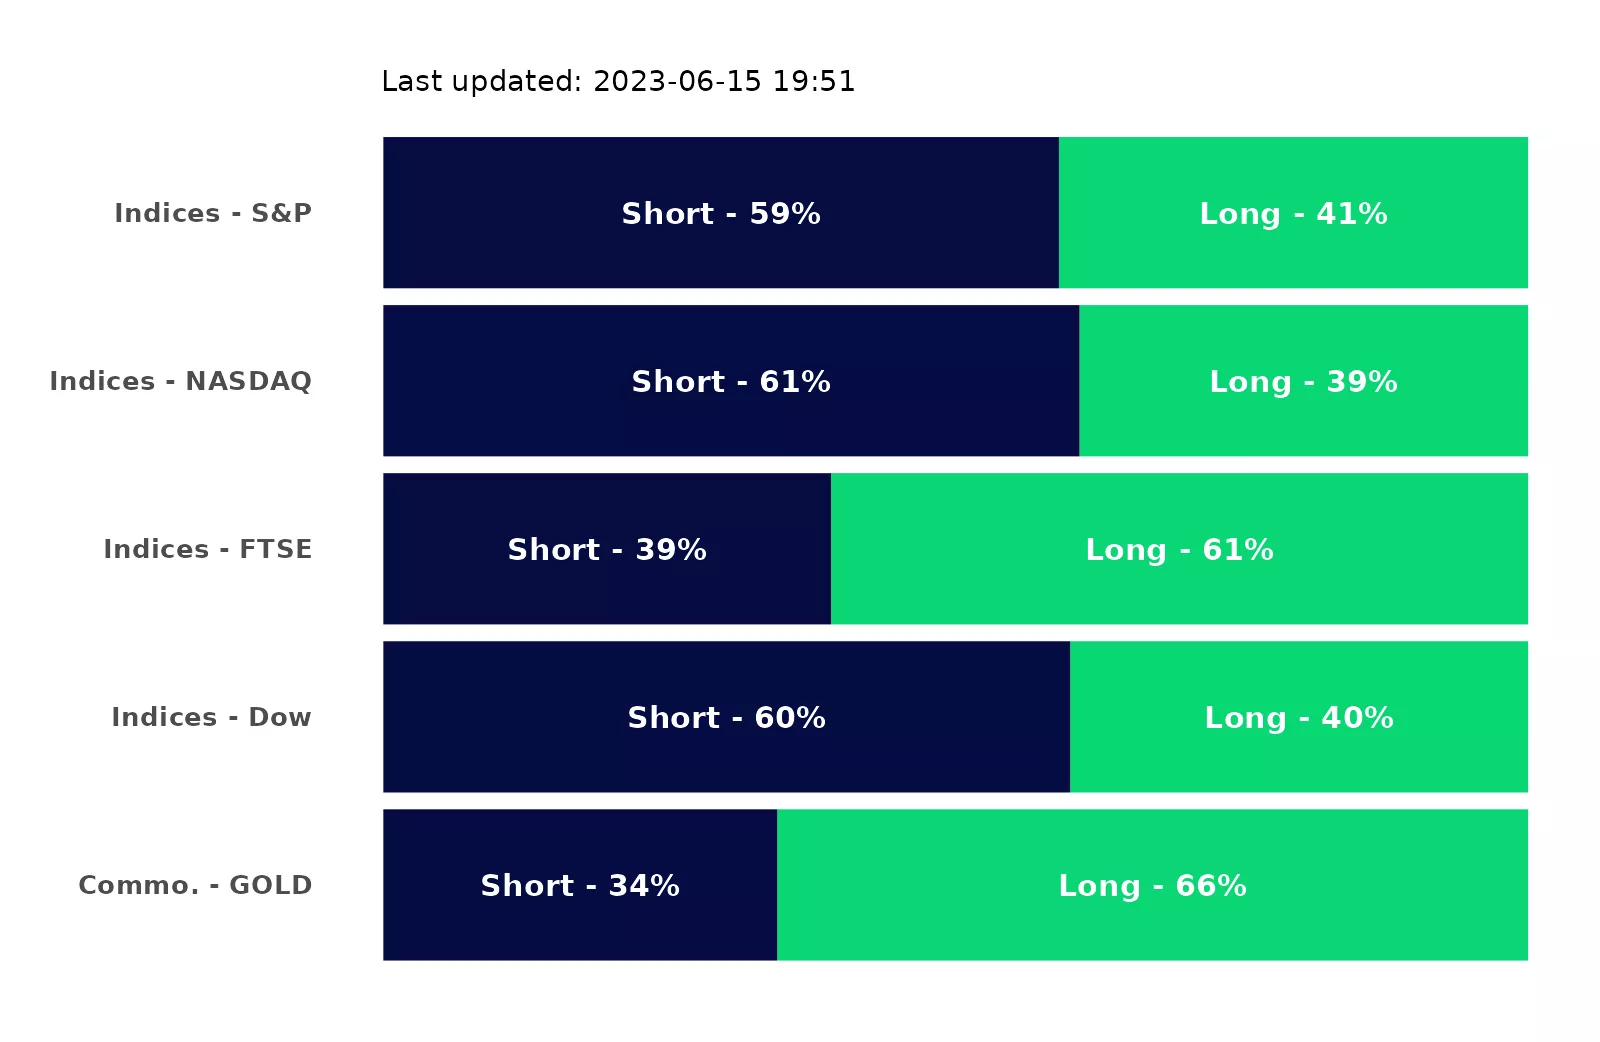 Last updated: 2023-06-15 19:51
Indices - S&P Short - 59% Long - 41%
Indices - NASDAQ Short - 61% Long - 39%
Indices - FTSE Short - 39% Long - 61%
Indices - Dow Short - 60% Long - 40%
Commo. - GOLD Short - 34% Long - 66%